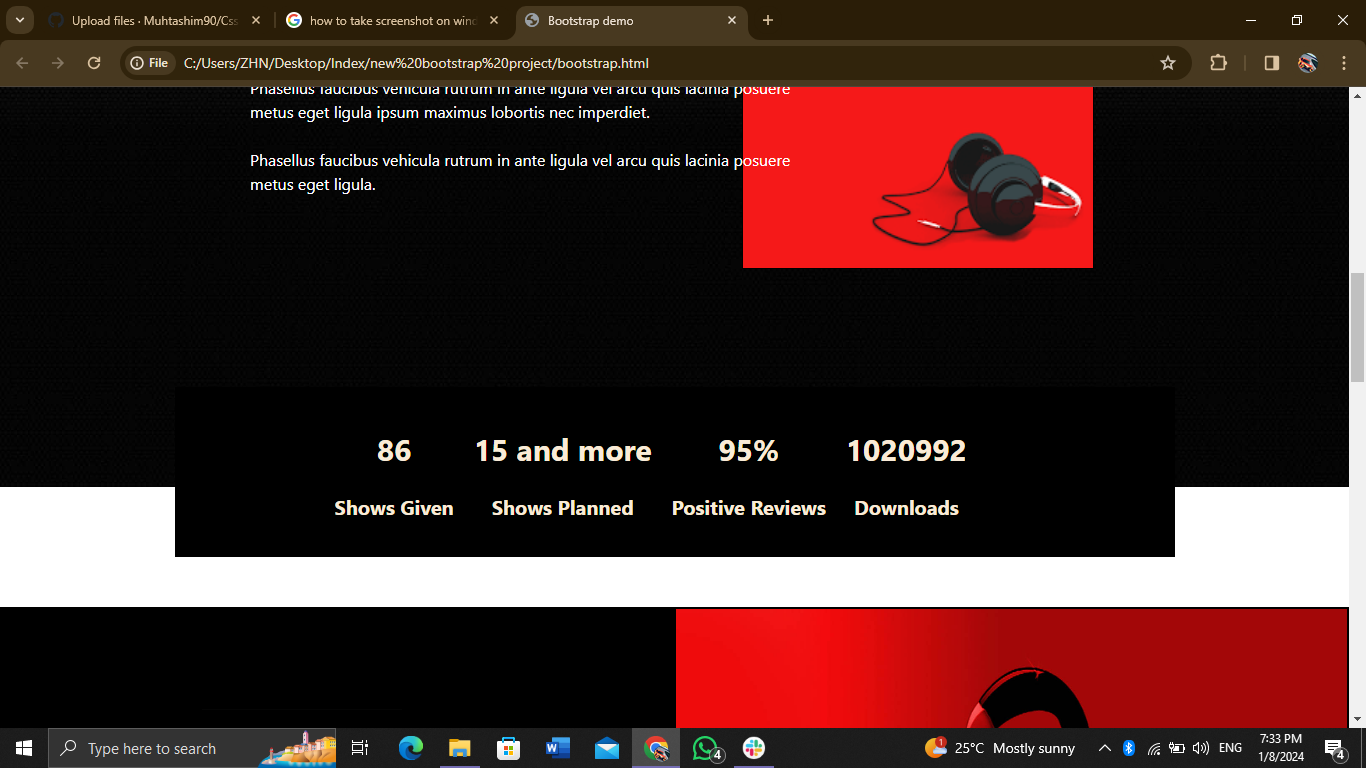 Upload files · Muhtashim90/Css
how to take screenshot on wind
Bootstrap demo
File
C:/Users/ZHN/Desktop/Index/new%20bootstrap%20project/bootstrap.html
Phasellus faucibus vehicula rutrum in ante ligula vel arcu quis lacinia posuere
metus eget ligula ipsum maximus lobortis nec imperdiet.
Phasellus faucibus vehicula rutrum in ante ligula vel arcu quis lacinia posuere
metus eget ligula.
86 15 and more 95% 1020992
Shows Given Shows Planned Positive Reviews Downloads
Type here to search
4
1
25°C Mostly sunny
ENG
7:33 PM
1/8/2024
4